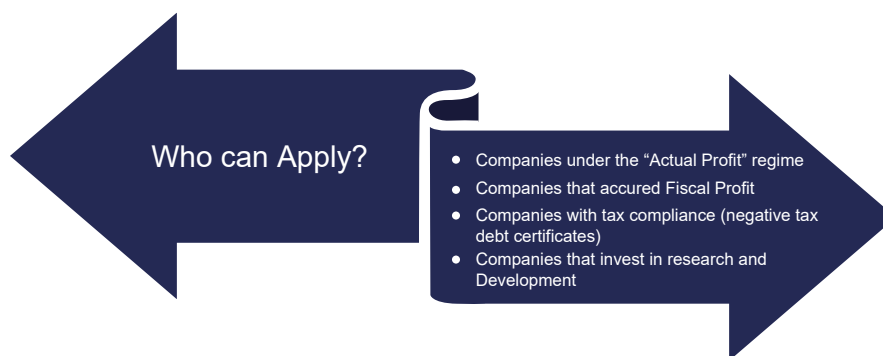 Who can Apply?
● Companies under the “Actual Profit” regime
● Companies that accured Fiscal Profit
● Companies with tax compliance (negative tax
debt certificates)
● Companies that invest in research and
Development